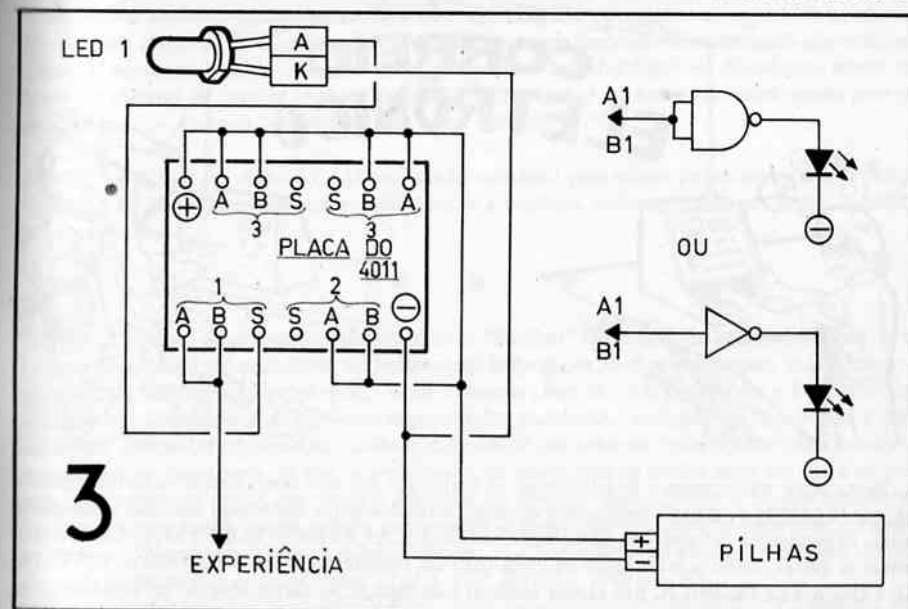 LED 1
A
K
A B S S B A
3 3
PLACA DO
4011
1 2
A B S S A B
A1
B1
OU
A1
B1
3
EXPERIÊNCIA
+
−
PILHAS